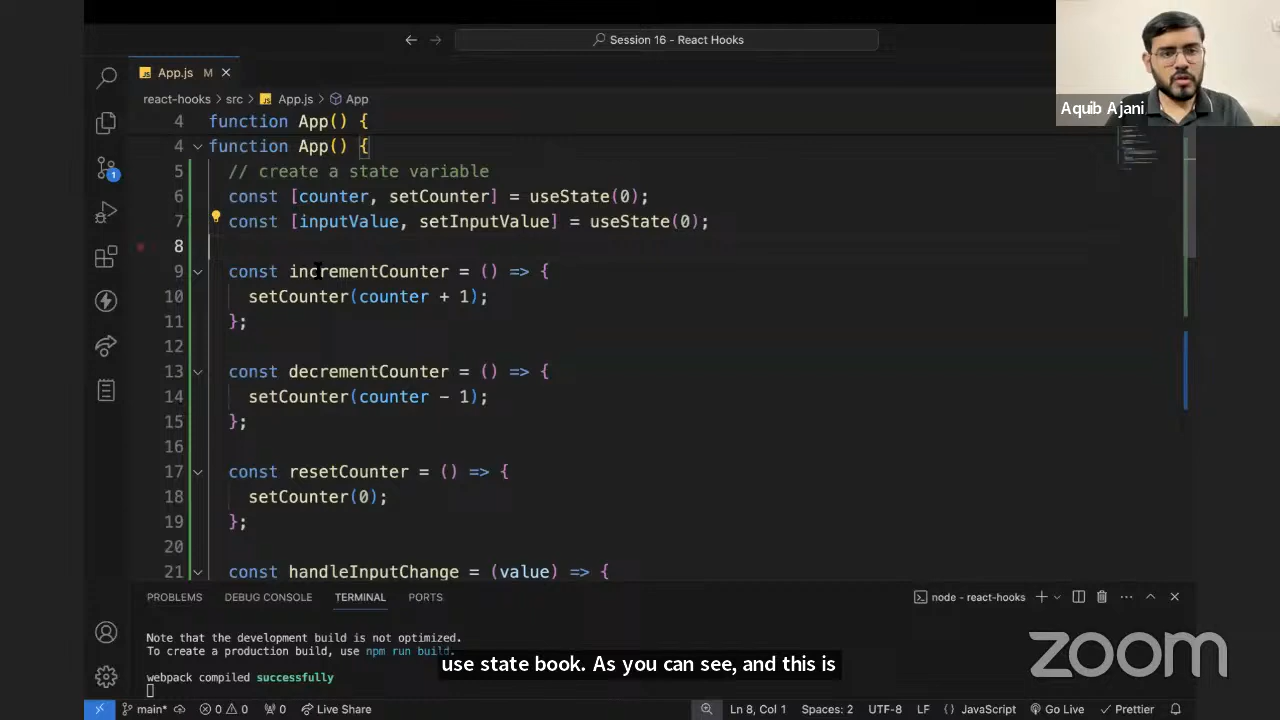 Session 16 - React Hooks
Aquib Ajani
App.js M
react-hooks > src > App.js > App
4 function App() {
4 function App() {
5 // create a state variable
6 const [counter, setCounter] = useState(0);
7 const [inputValue, setInputValue] = useState(0);
8
9 const incrementCounter = () => {
10 setCounter(counter + 1);
11 };
12
13 const decrementCounter = () => {
14 setCounter(counter - 1);
15 };
16
17 const resetCounter = () => {
18 setCounter(0);
19 };
20
21 const handleInputChange = (value) => {
1
PROBLEMS DEBUG CONSOLE TERMINAL PORTS
node - react-hooks
Note that the development build is not optimized.
To create a production build, use npm run build.
webpack compiled successfully
use state book. As you can see, and this is
zoom
main* 0 0 0 Live Share
Ln 8, Col 1 Spaces: 2 UTF-8 LF {} JavaScript Go Live Prettier